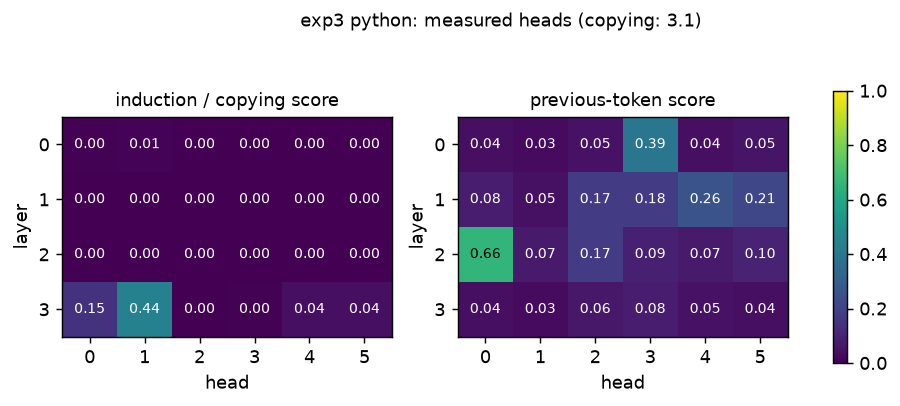 exp3 python: measured heads (copying: 3.1)
induction / copying score
previous-token score
layer
0 0.00 0.01 0.00 0.00 0.00 0.00
1 0.00 0.00 0.00 0.00 0.00 0.00
2 0.00 0.00 0.00 0.00 0.00 0.00
3 0.15 0.44 0.00 0.00 0.04 0.04
0 1 2 3 4 5
head
layer
0 0.04 0.03 0.05 0.39 0.04 0.05
1 0.08 0.05 0.17 0.18 0.26 0.21
2 0.66 0.07 0.17 0.09 0.07 0.10
3 0.04 0.03 0.06 0.08 0.05 0.04
0 1 2 3 4 5
head
1.0
0.8
0.6
0.4
0.2
0.0